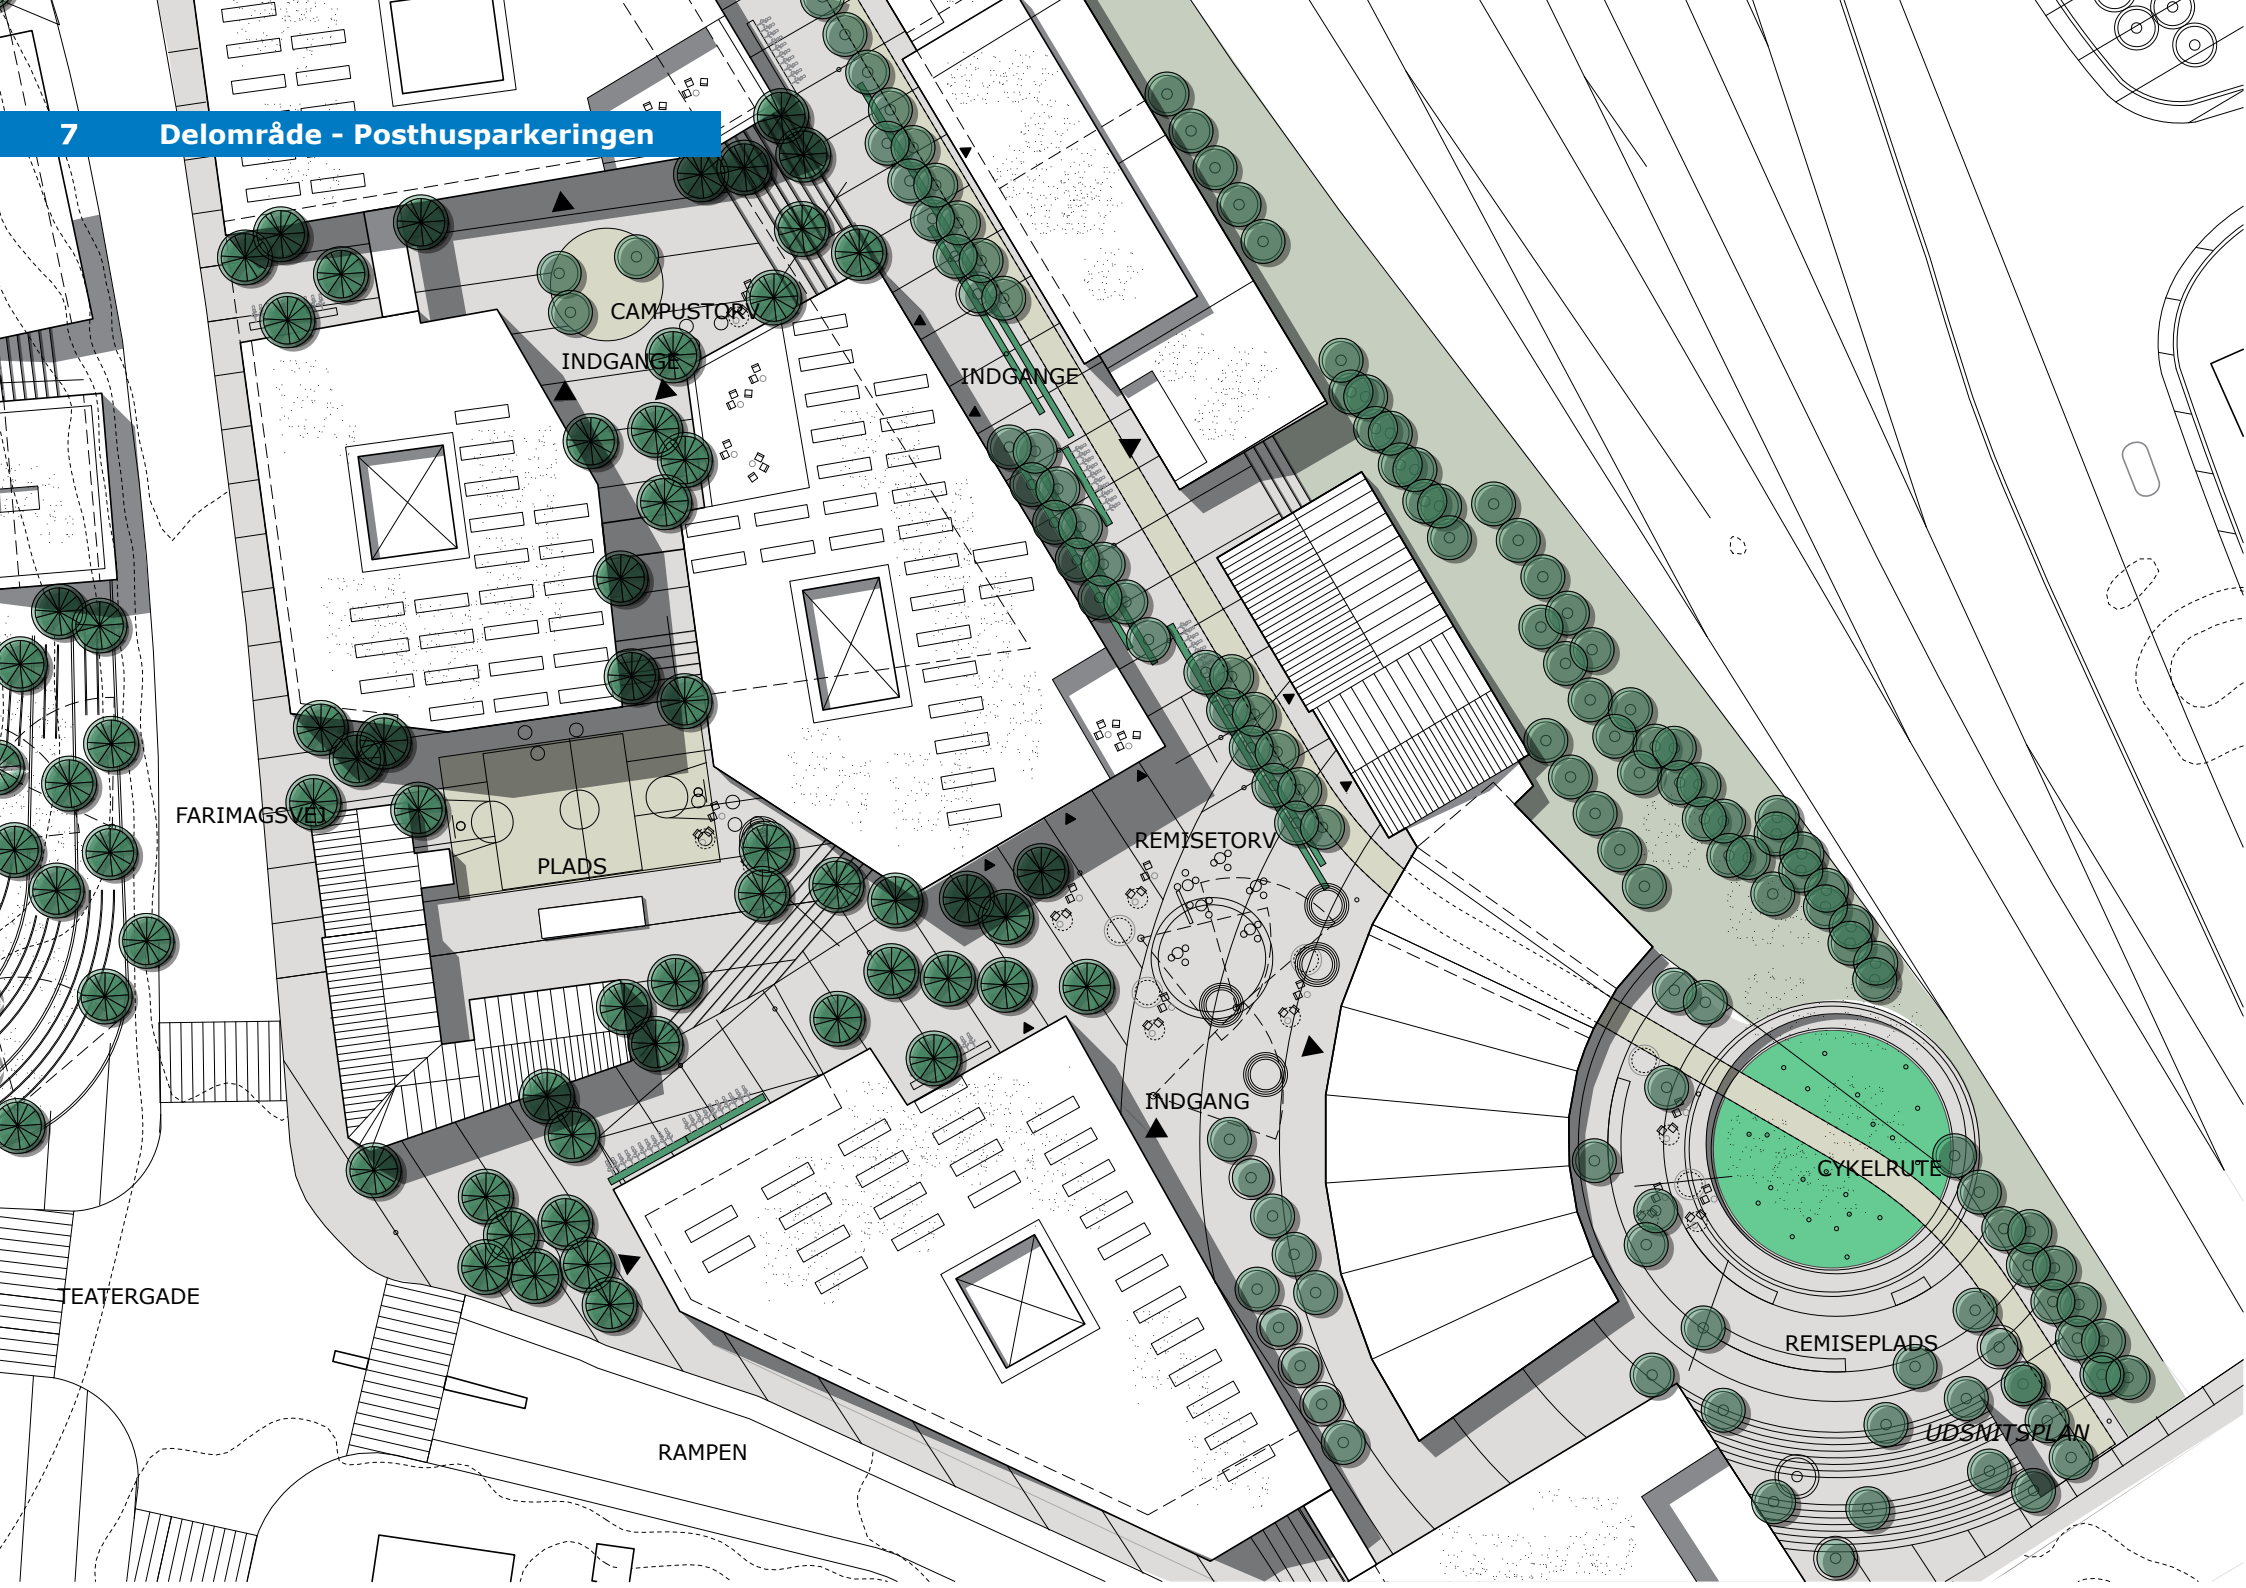 7 Delområde – Posthusparkeringen
CAMPUSTORV
INDGANGE
INDGANGE
FARIMAGSVEJ
PLADS
REMISETORV
INDGANG
CYKELRUTE
TEATERGADE
REMISEPLADS
UDSNITSPLAN
RAMPEN